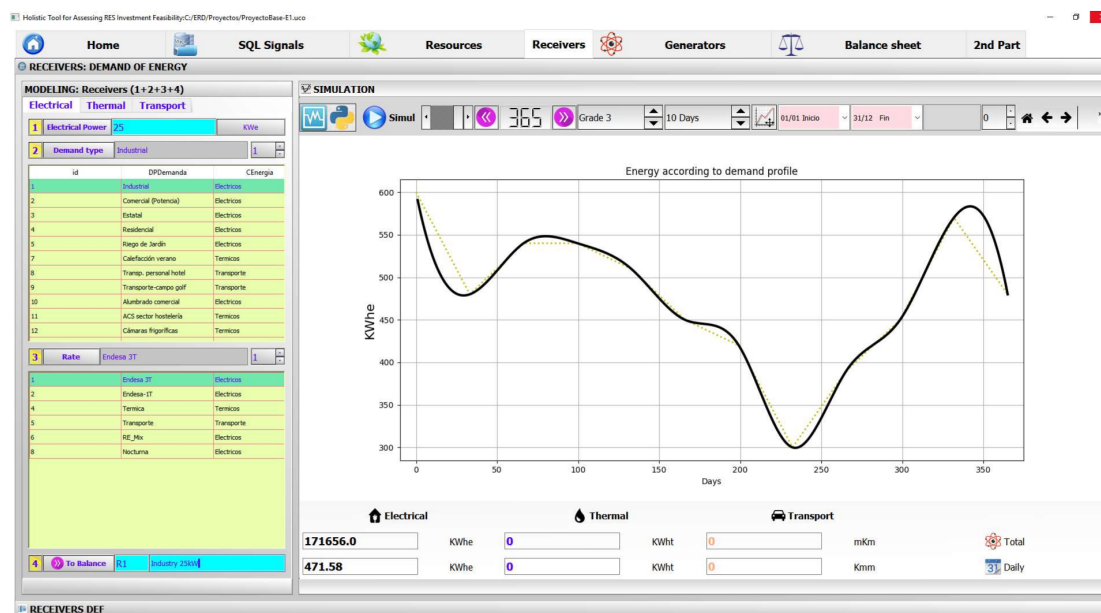 Holistic Tool for Assessing RES Investment Feasibility:C:/ERD/Proyectos/ProyectoBase-E1.uco
Home SQL Signals Resources Receivers Generators Balance sheet 2nd Part
RECEIVERS: DEMAND OF ENERGY
MODELING: Receivers (1+2+3+4)
Electrical Thermal Transport
1 Electrical Power 25 KWe
2 Demand type Industrial 1
id DPDemanda CEnergia
1 Industrial Electricos
2 Comercial (Potencia) Electricos
3 Estatal Electricos
4 Residencial Electricos
5 Riego de Jardín Electricos
7 Calefacción verano Termicos
8 Transp. personal hotel Transporte
9 Transporte-campo golf Transporte
10 Alumbrado comercial Electricos
11 ACS sector hostelería Termicos
12 Cámaras frigoríficas Termicos
3 Rate Endesa 3T 1
1 Endesa 3T Electricos
2 Endesa-1T Electricos
4 Termica Termicos
5 Transporte Transporte
6 RE_Mix Electricos
8 Nocturna Electricos
4 To Balance R1 Industry 25kW
SIMULATION
Simul 365 Grade 3 10 Days 01/01 Inicio 31/12 Fin 0
Energy according to demand profile
KWhe
600
550
500
450
400
350
300
0 50 100 150 200 250 300 350
Days
Electrical Thermal Transport
171656.0 KWhe 0 KWht 0 mKm Total
471.58 KWhe 0 KWht 0 Kmm 31 Daily
RECEIVERS DEF